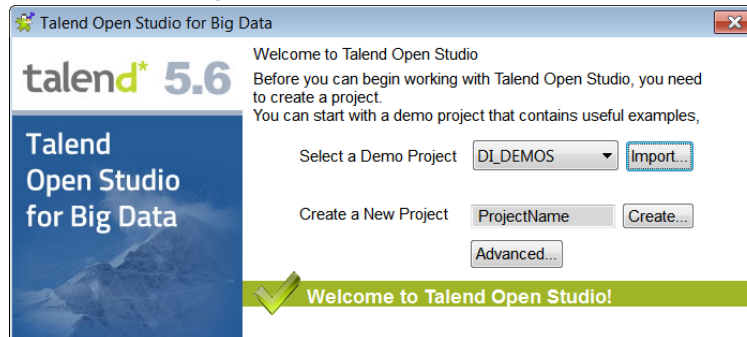 Talend Open Studio for Big Data
talend* 5.6
Talend
Open Studio
for Big Data
Welcome to Talend Open Studio
Before you can begin working with Talend Open Studio, you need
to create a project.
You can start with a demo project that contains useful examples,
Select a Demo Project DI_DEMOS Import...
Create a New Project ProjectName Create...
Advanced...
Welcome to Talend Open Studio!